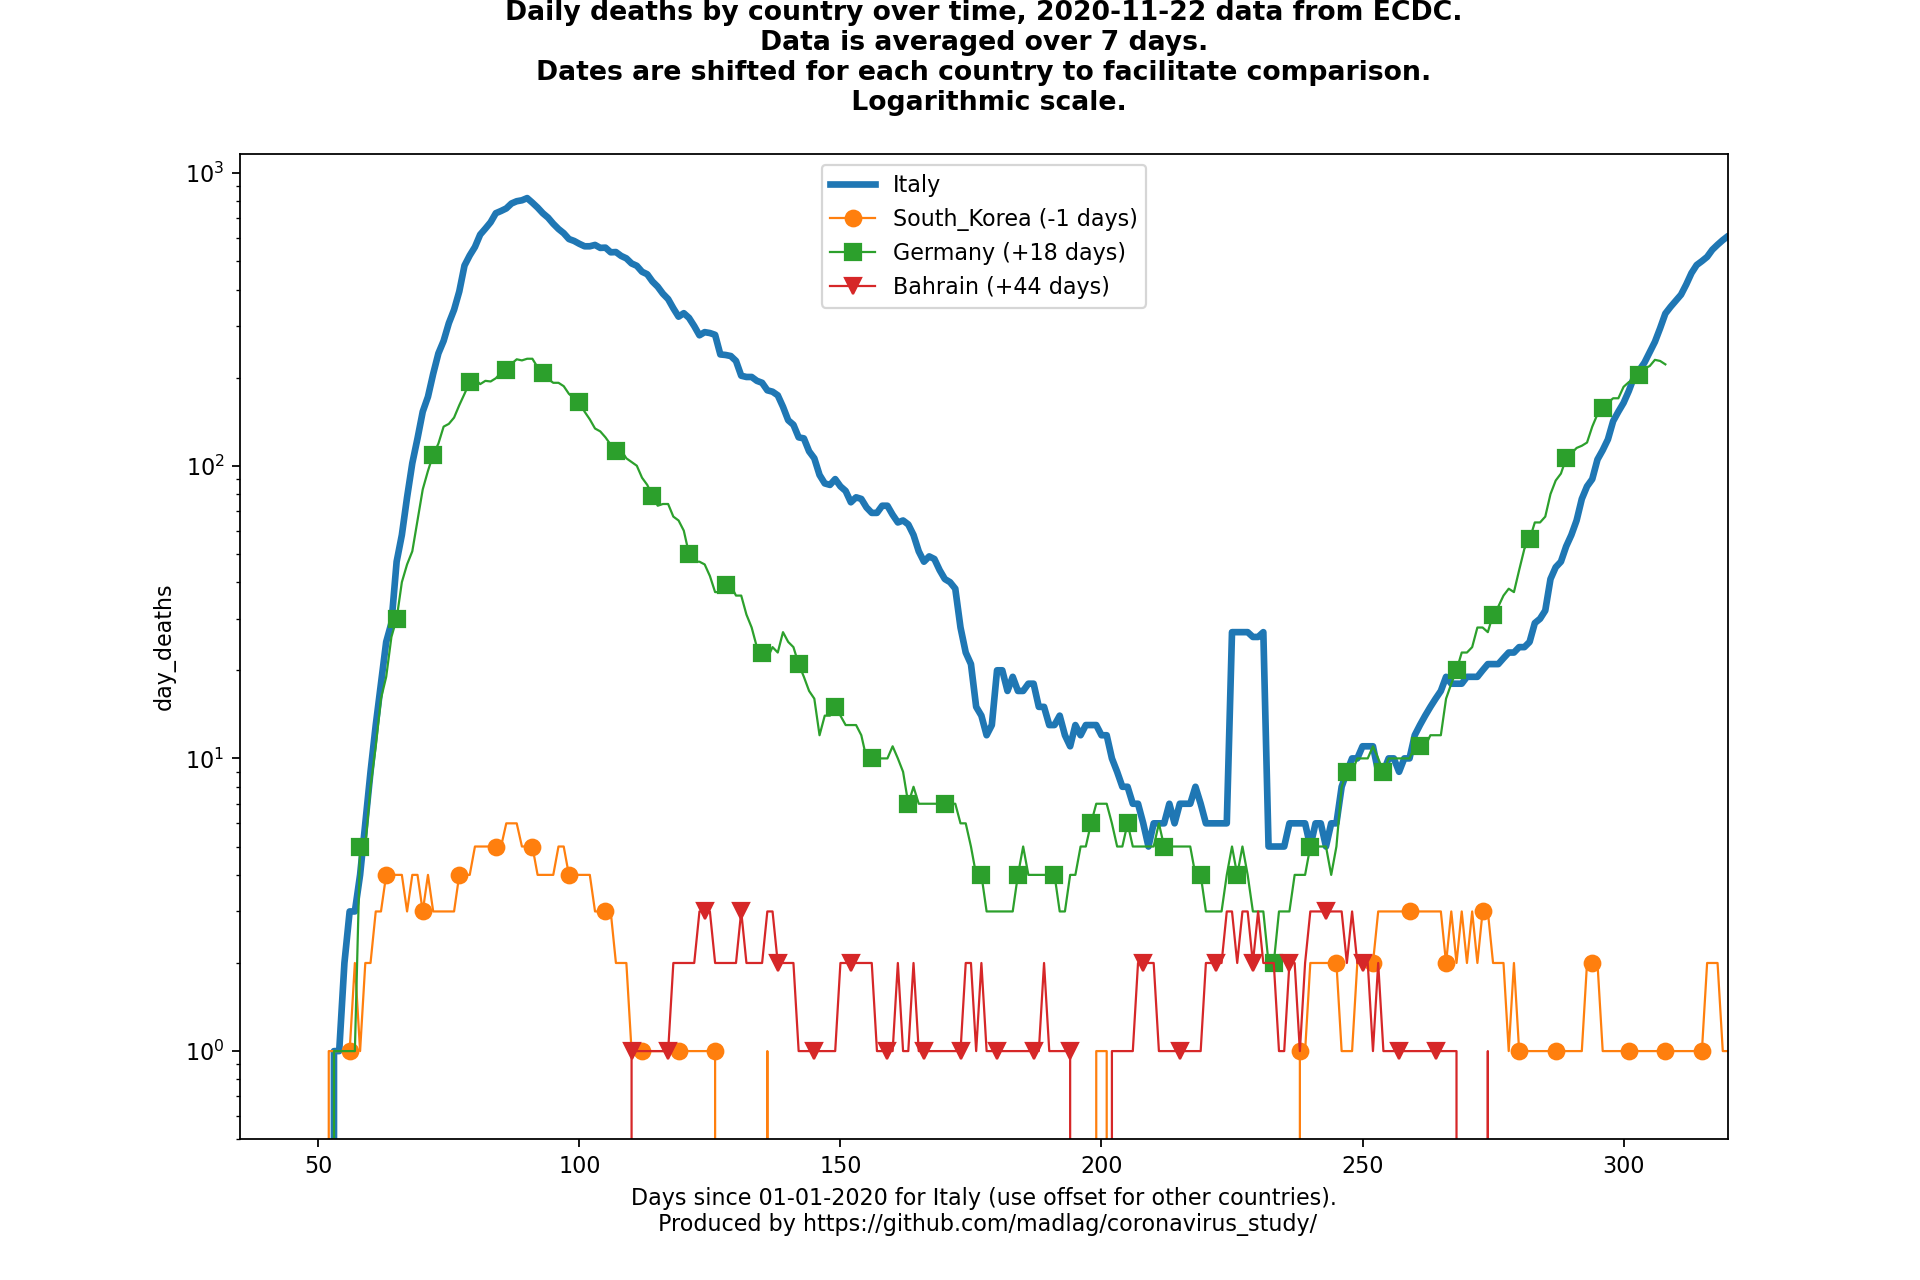 Daily deaths by country over time, 2020-11-22 data from ECDC.
Data is averaged over 7 days.
Dates are shifted for each country to facilitate comparison.
Logarithmic scale.
10³
Italy
South_Korea (-1 days)
Germany (+18 days)
Bahrain (+44 days)
10²
day_deaths
10¹
10⁰
50 100 150 200 250 300
Days since 01-01-2020 for Italy (use offset for other countries).
Produced by https://github.com/madlag/coronavirus_study/